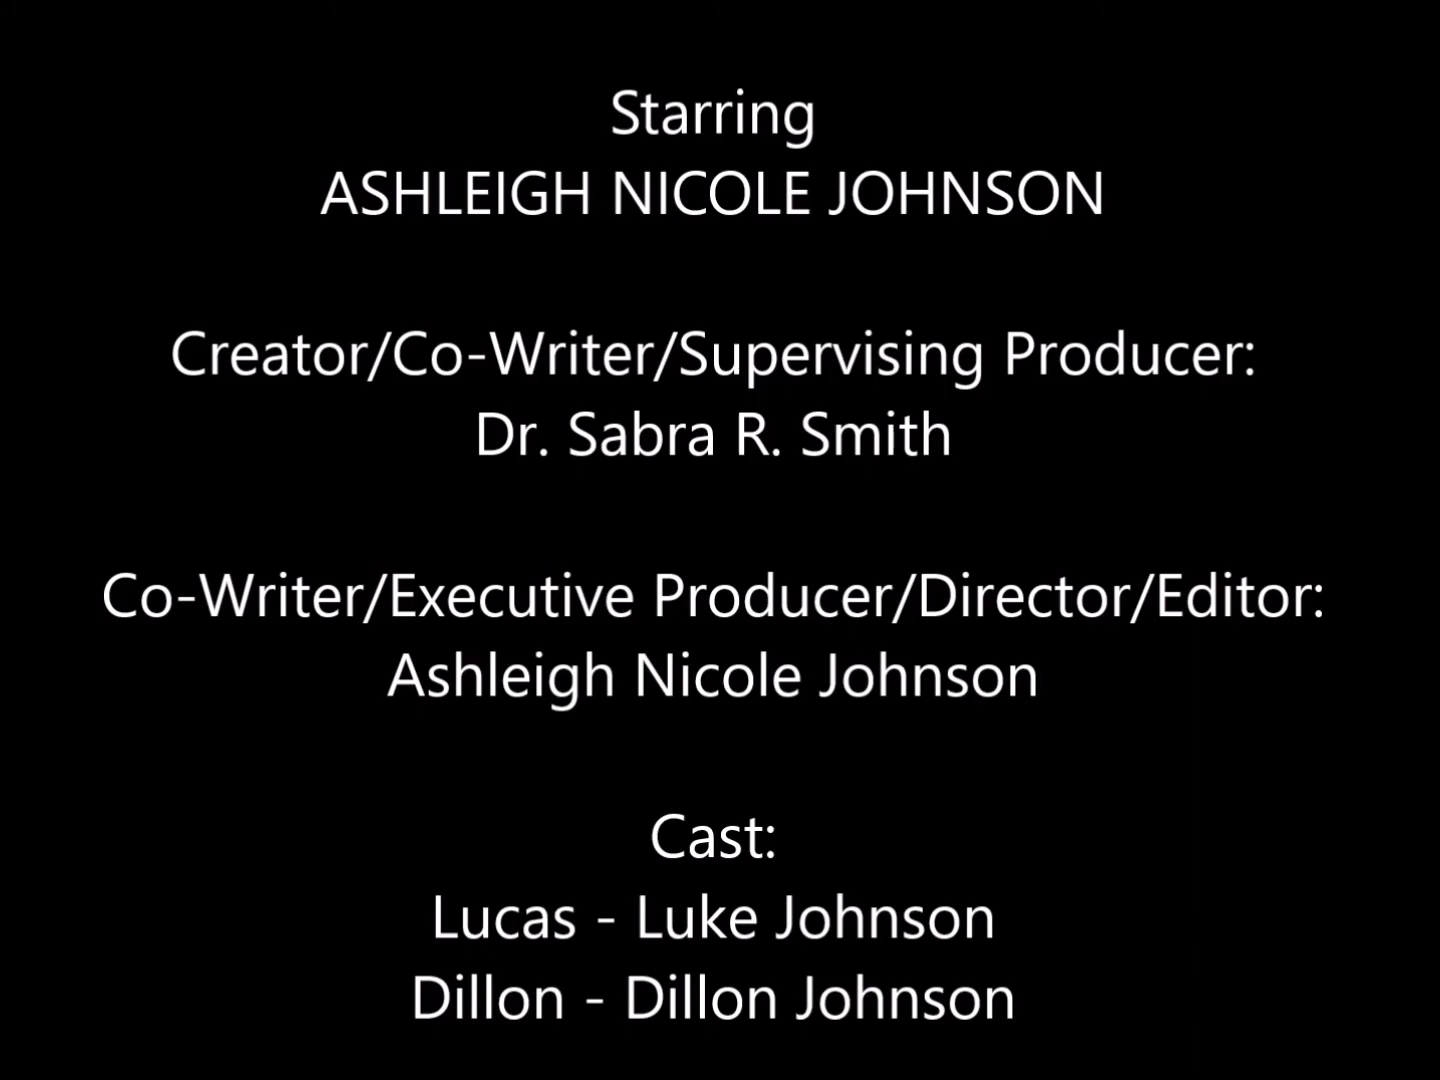 Starring
ASHLEIGH NICOLE JOHNSON
Creator/Co-Writer/Supervising Producer:
Dr. Sabra R. Smith
Co-Writer/Executive Producer/Director/Editor:
Ashleigh Nicole Johnson
Cast:
Lucas - Luke Johnson
Dillon - Dillon Johnson